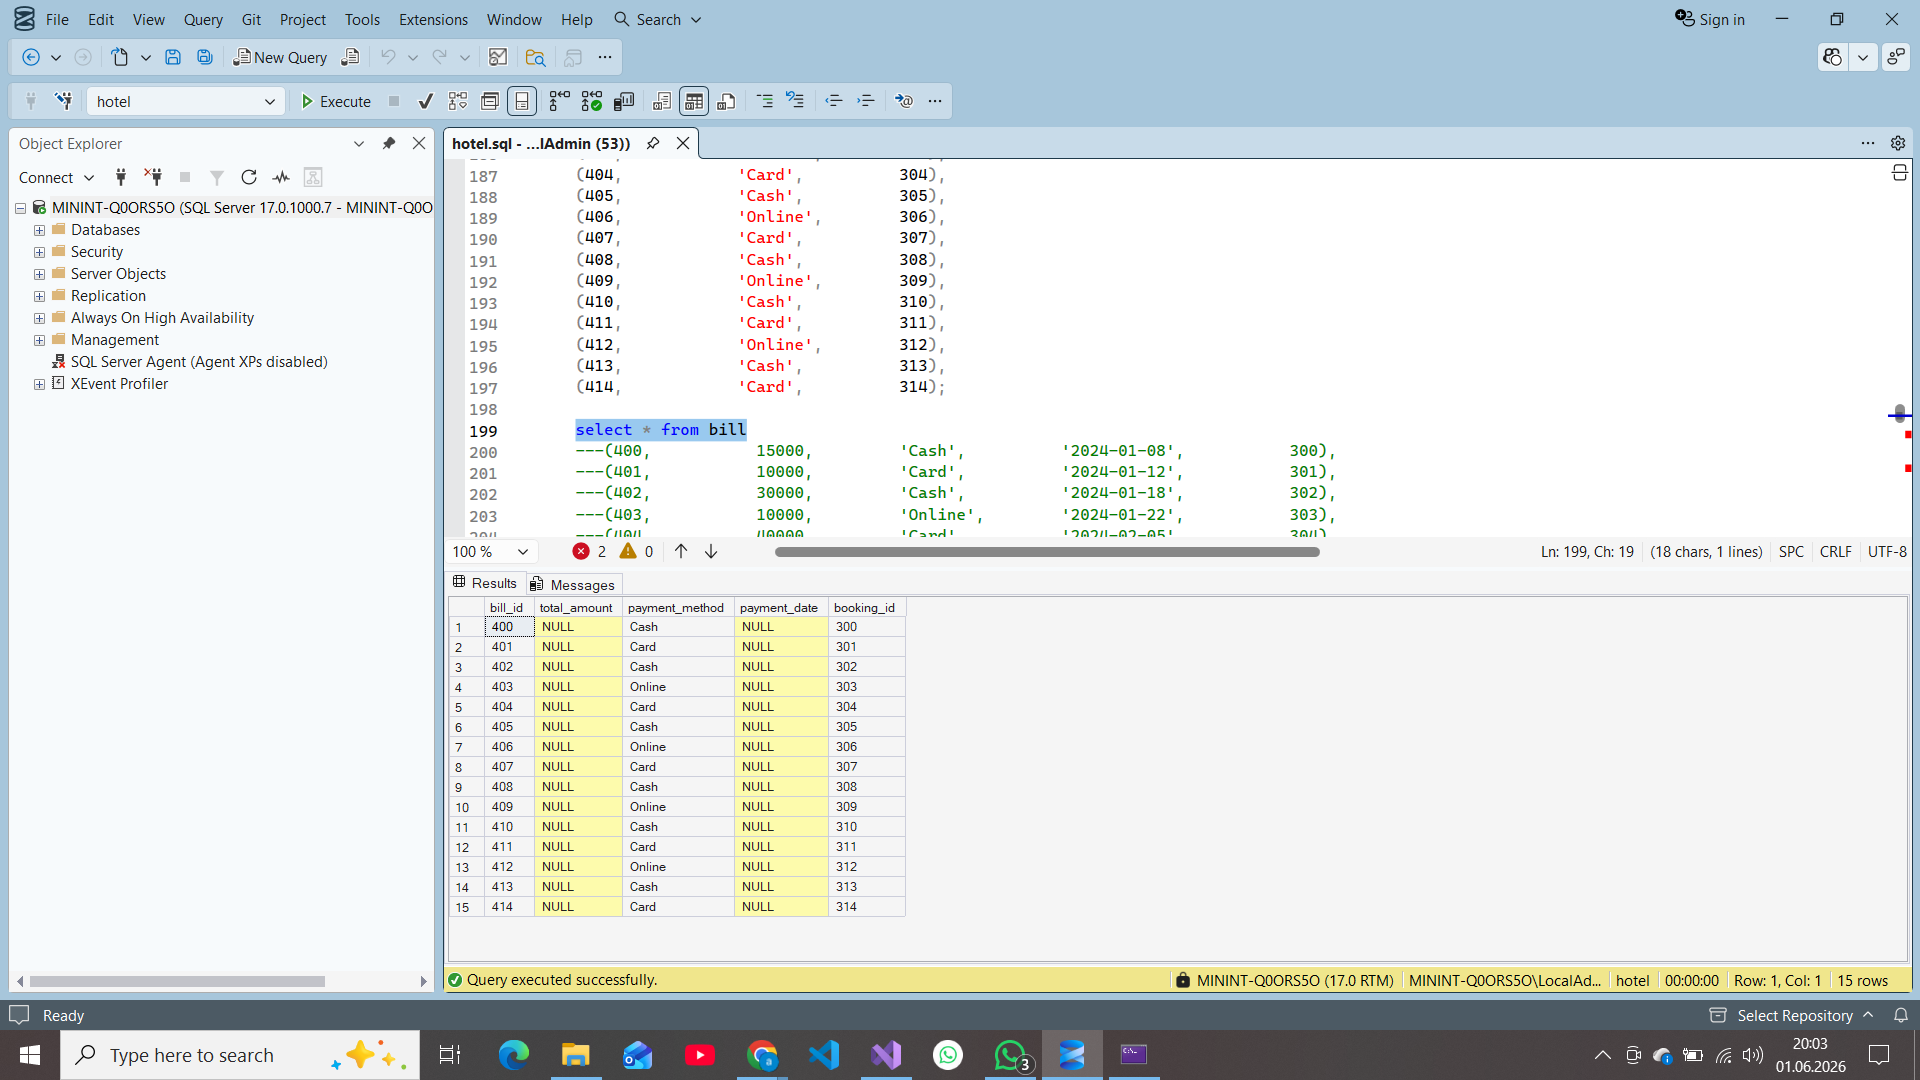 File Edit View Query Git Project Tools Extensions Window Help Search Sign in
New Query
hotel Execute
Object Explorer
Connect
MININT-Q0ORS5O (SQL Server 17.0.1000.7 - MININT-Q0O
Databases
Security
Server Objects
Replication
Always On High Availability
Management
SQL Server Agent (Agent XPs disabled)
XEvent Profiler
hotel.sql - ...lAdmin (53))
187 (404, 'Card', 304),
188 (405, 'Cash', 305),
189 (406, 'Online', 306),
190 (407, 'Card', 307),
191 (408, 'Cash', 308),
192 (409, 'Online', 309),
193 (410, 'Cash', 310),
194 (411, 'Card', 311),
195 (412, 'Online', 312),
196 (413, 'Cash', 313),
197 (414, 'Card', 314);
198
199 select * from bill
200 ---(400, 15000, 'Cash', '2024-01-08', 300),
201 ---(401, 10000, 'Card', '2024-01-12', 301),
202 ---(402, 30000, 'Cash', '2024-01-18', 302),
203 ---(403, 10000, 'Online', '2024-01-22', 303),
204 ---(404, 40000, 'Card', '2024-02-05', 304),
100 % 2 0 Ln: 199, Ch: 19 (18 chars, 1 lines) SPC CRLF UTF-8
Results Messages
bill_id total_amount payment_method payment_date booking_id
1 400 NULL Cash NULL 300
2 401 NULL Card NULL 301
3 402 NULL Cash NULL 302
4 403 NULL Online NULL 303
5 404 NULL Card NULL 304
6 405 NULL Cash NULL 305
7 406 NULL Online NULL 306
8 407 NULL Card NULL 307
9 408 NULL Cash NULL 308
10 409 NULL Online NULL 309
11 410 NULL Cash NULL 310
12 411 NULL Card NULL 311
13 412 NULL Online NULL 312
14 413 NULL Cash NULL 313
15 414 NULL Card NULL 314
Query executed successfully. MININT-Q0ORS5O (17.0 RTM) MININT-Q0ORS5O\LocalAd... hotel 00:00:00 Row: 1, Col: 1 15 rows
Ready Select Repository
Type here to search 3 20:03
01.06.2026